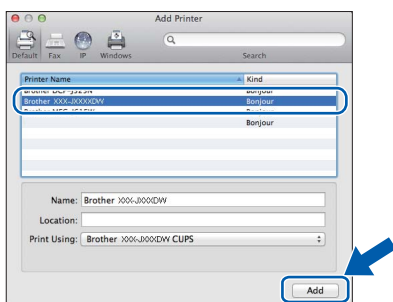 Add Printer
Default Fax IP Windows Search
Printer Name Kind
Brother XXX-JXXXXDW Bonjour
Bonjour
Name: Brother XXX-JXXXDW
Location:
Print Using: Brother XXX-JXXXDW CUPS
Add